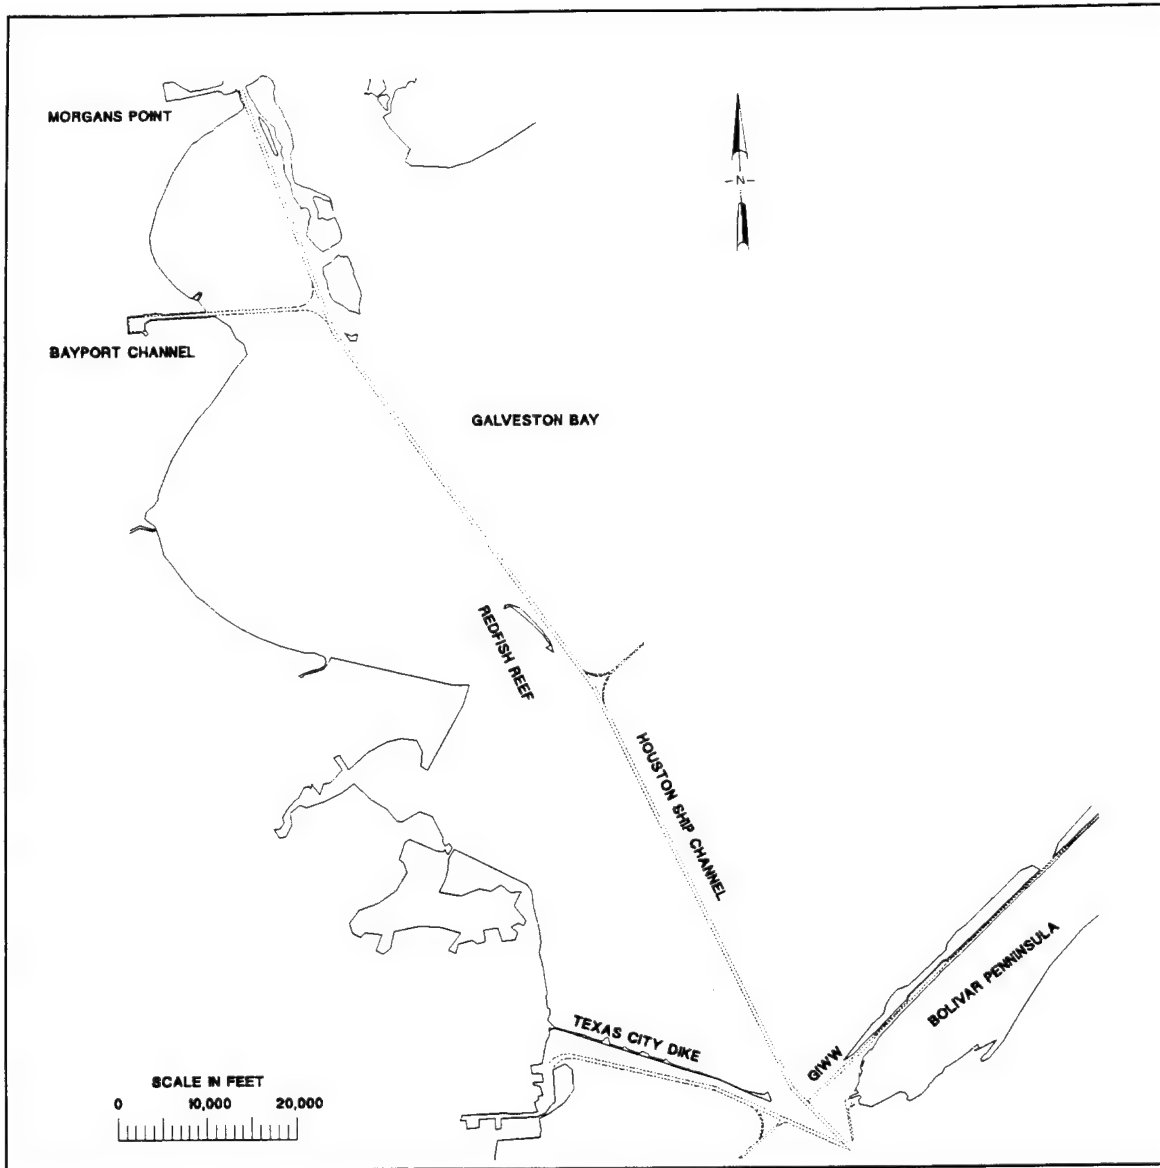 MORGANS POINT
N
BAYPORT CHANNEL
GALVESTON BAY
REDFISH REEF
HOUSTON SHIP CHANNEL
BOLIVAR PENNINSULA
TEXAS CITY DIKE
GIWW
SCALE IN FEET
0 10,000 20,000